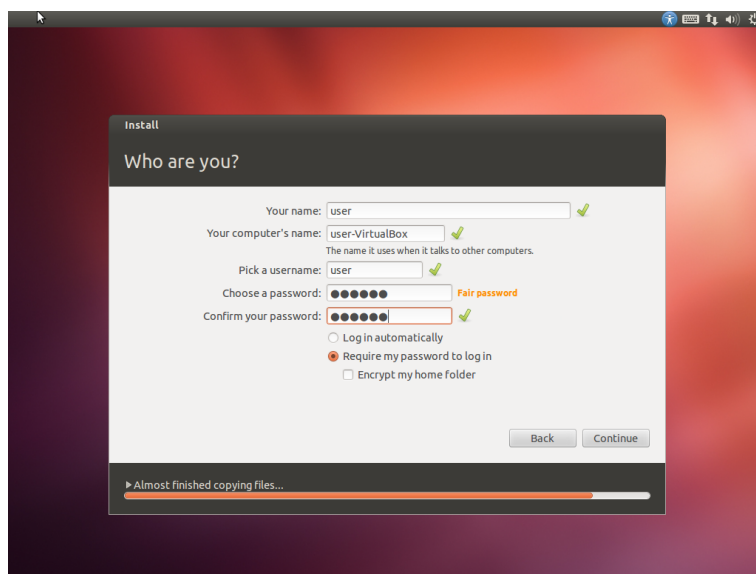 Install
Who are you?
Your name: user
Your computer's name: user-VirtualBox
The name it uses when it talks to other computers.
Pick a username: user
Choose a password: ●●●●●● Fair password
Confirm your password: ●●●●●●
Log in automatically
Require my password to log in
Encrypt my home folder
Back Continue
Almost finished copying files...